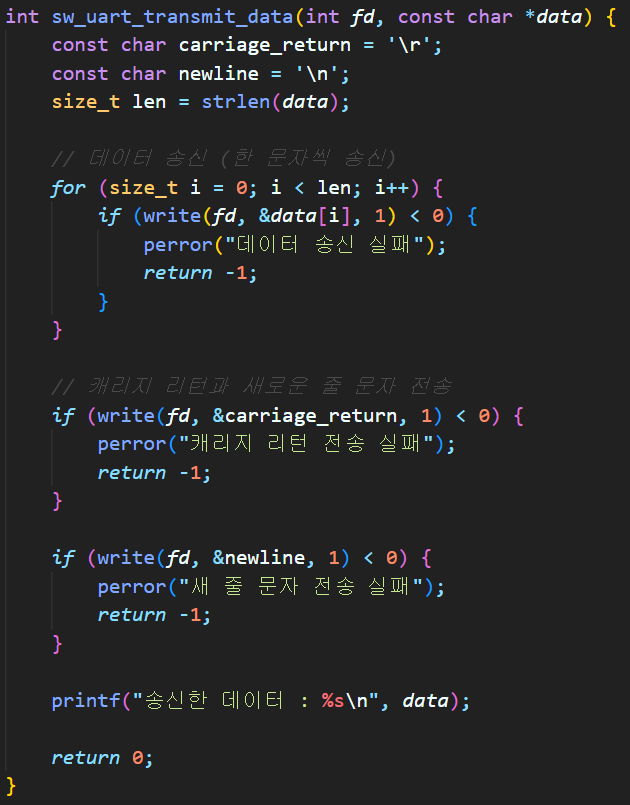 int sw_uart_transmit_data(int fd, const char *data) {
    const char carriage_return = '\r';
    const char newline = '\n';
    size_t len = strlen(data);

    // 데이터 송신 (한 문자씩 송신)
    for (size_t i = 0; i < len; i++) {
        if (write(fd, &data[i], 1) < 0) {
            perror("데이터 송신 실패");
            return -1;
        }
    }

    // 캐리지 리턴과 새로운 줄 문자 전송
    if (write(fd, &carriage_return, 1) < 0) {
        perror("캐리지 리턴 전송 실패");
        return -1;
    }

    if (write(fd, &newline, 1) < 0) {
        perror("새 줄 문자 전송 실패");
        return -1;
    }

    printf("송신한 데이터 : %s\n", data);

    return 0;
}